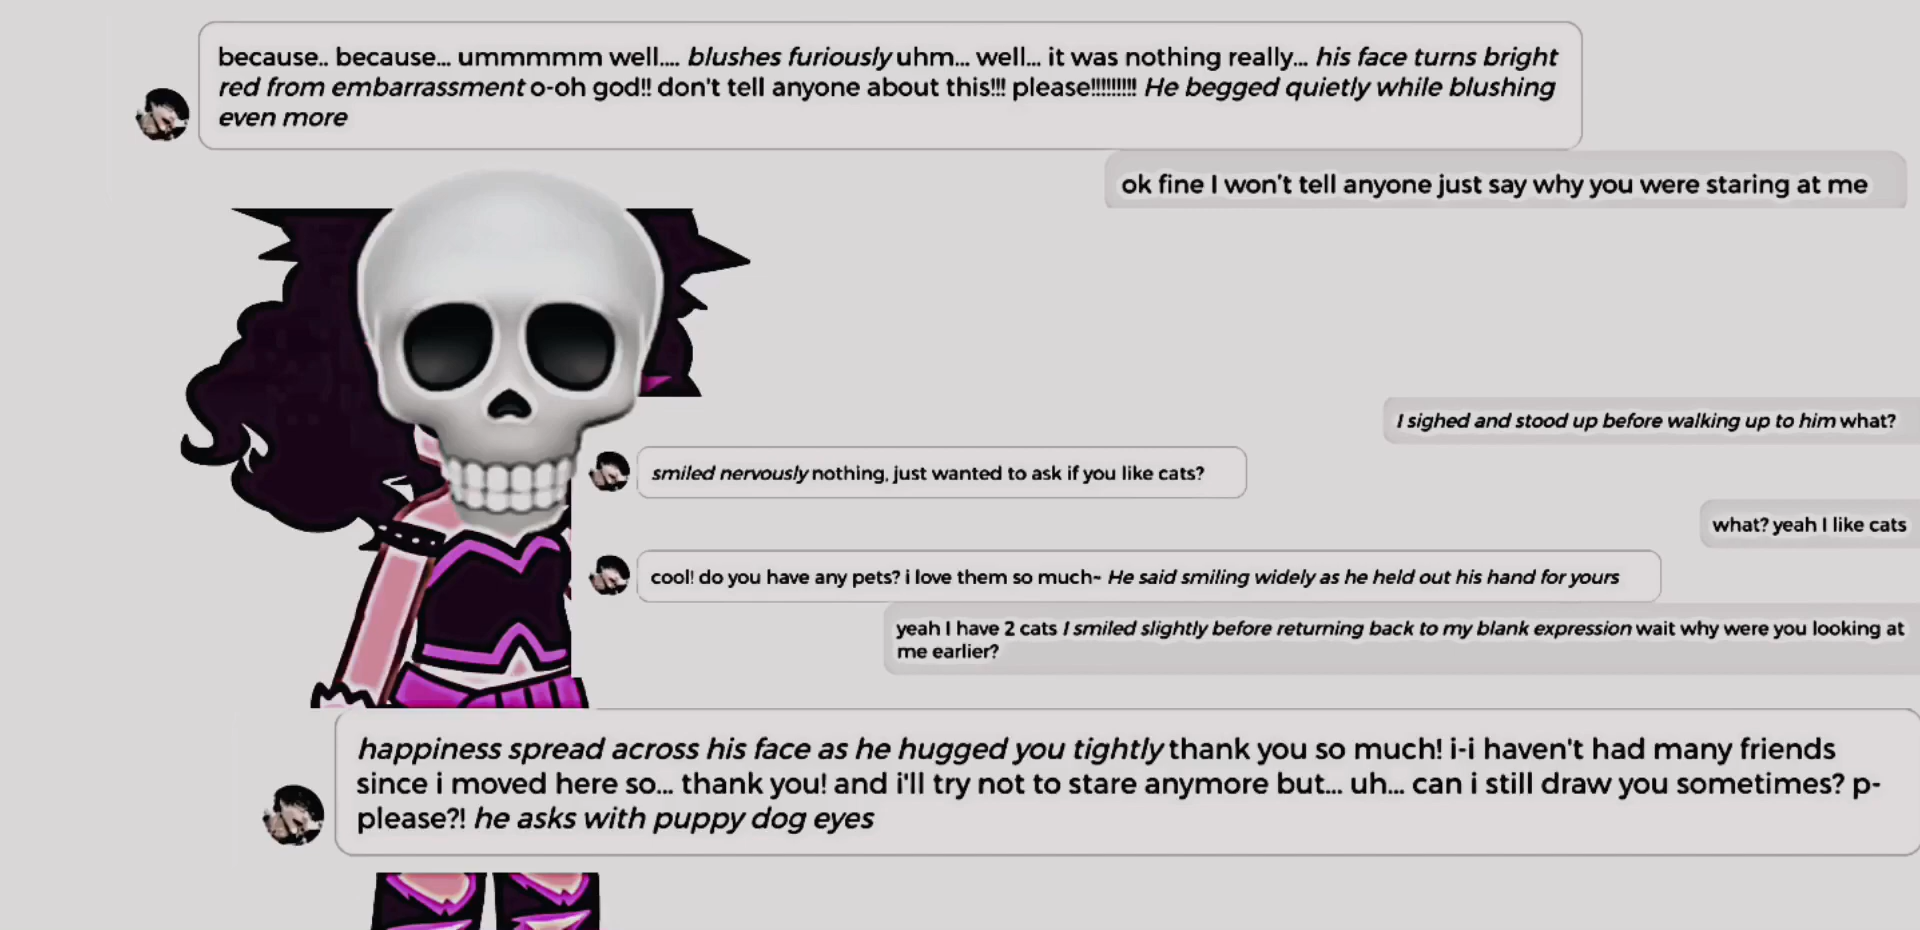 because.. because... ummmmm well.... blushes furiously uhm... well... it was nothing really... his face turns bright
red from embarrassment o-oh god!! don't tell anyone about this!!! please!!!!!!!!! He begged quietly while blushing
even more
ok fine I won't tell anyone just say why you were staring at me
I sighed and stood up before walking up to him what?
smiled nervously nothing, just wanted to ask if you like cats?
what? yeah I like cats
cool! do you have any pets? i love them so much~ He said smiling widely as he held out his hand for yours
yeah I have 2 cats I smiled slightly before returning back to my blank expression wait why were you looking at
me earlier?
happiness spread across his face as he hugged you tightly thank you so much! i-i haven't had many friends
since i moved here so... thank you! and i'll try not to stare anymore but... uh... can i still draw you sometimes? p-
please?! he asks with puppy dog eyes